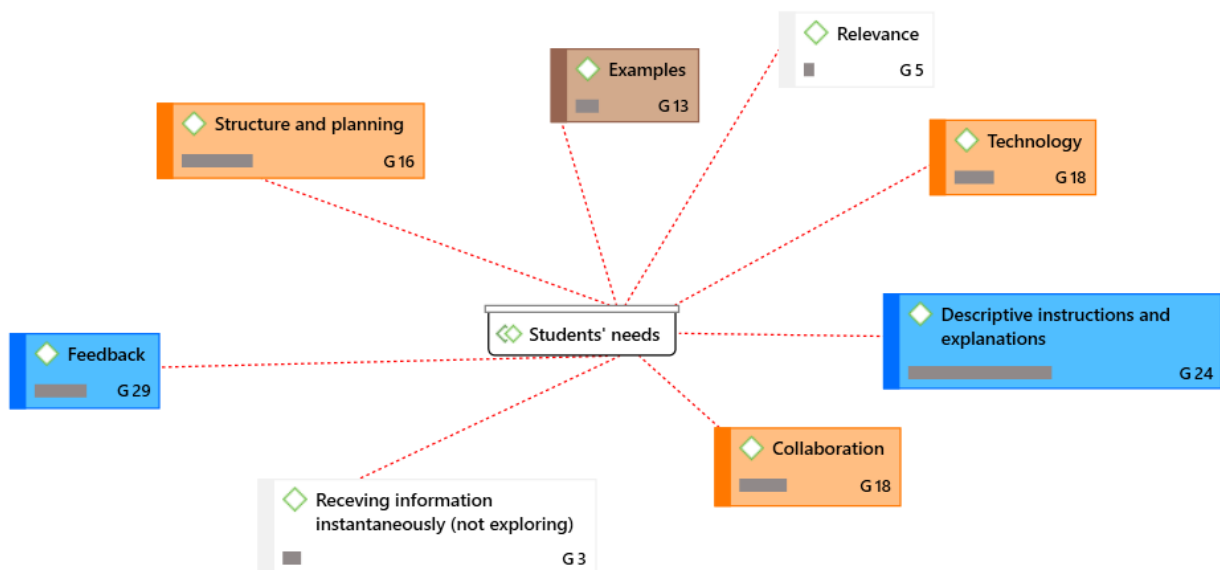 Relevance
G 5
Examples
G 13
Structure and planning
G 16
Technology
G 18
Students' needs
Descriptive instructions and
explanations
G 24
Feedback
G 29
Collaboration
G 18
Receving information
instantaneously (not exploring)
G 3